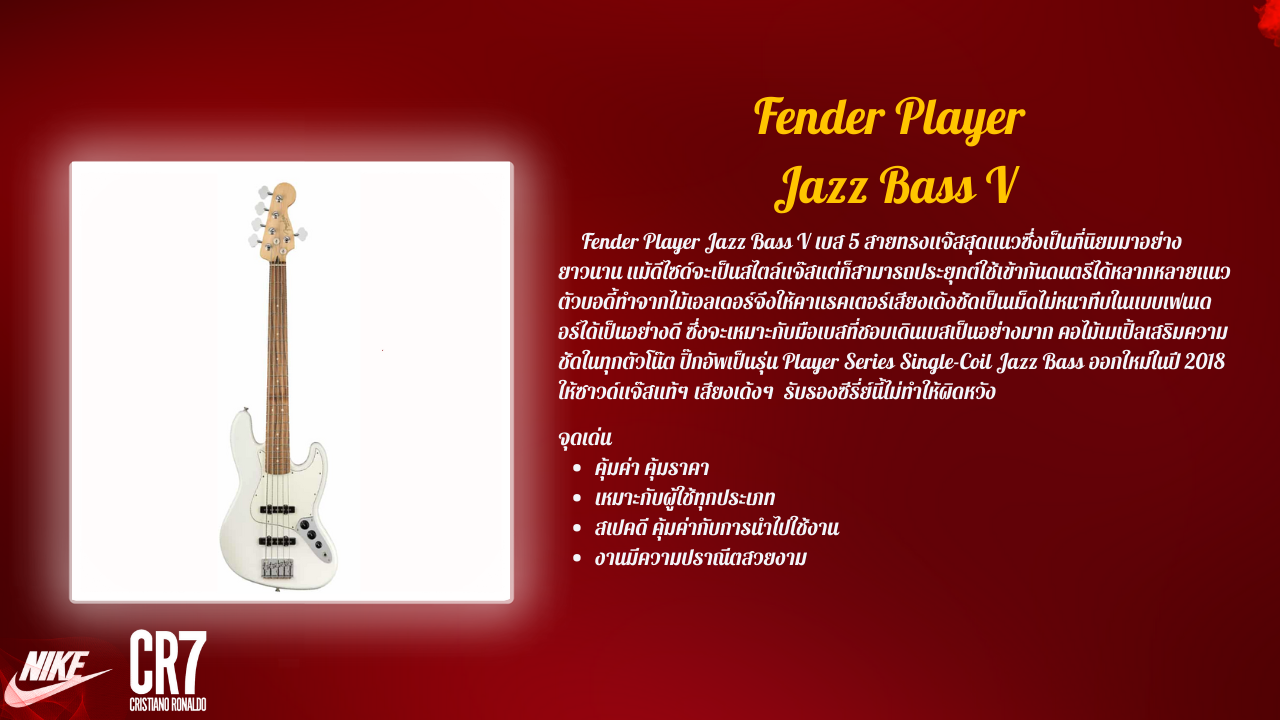 Fender Player
Jazz Bass V
Fender Player Jazz Bass V เบส 5 สายทรงแจ๊สสุดแนวซึ่งเป็นที่นิยมมาอย่าง
ยาวนาน แม้ดีไซด์จะเป็นสไตล์แจ๊สแต่ก็สามารถประยุกต์ใช้เข้ากันดนตรีได้หลากหลายแนว
ตัวบอดี้ทำจากไม้เอลเดอร์จึงให้คาแรคเตอร์เสียงเด้งชัดเป็นเม็ดไม่หนาทึบในแบบเฟนเด
อร์ได้เป็นอย่างดี ซึ่งจะเหมาะกับมือเบสที่ชอบเดินเบสเป็นอย่างมาก คอไม้เมเปิ้ลเสริมความ
ชัดในทุกตัวโน๊ต ปิ๊กอัพเป็นรุ่น Player Series Single-Coil Jazz Bass ออกใหม่ในปี 2018
ให้ซาวด์แจ๊สแท้ๆ เสียงเด้งๆ รับรองซีรี่ย์นี้ไม่ทำให้ผิดหวัง
จุดเด่น
• คุ้มค่า คุ้มราคา
• เหมาะกับผู้ใช้ทุกประเภท
• สเปคดี คุ้มค่ากับการนำไปใช้งาน
• งานมีความปราณีตสวยงาม
NIKE
CR7
CRISTIANO RONALDO